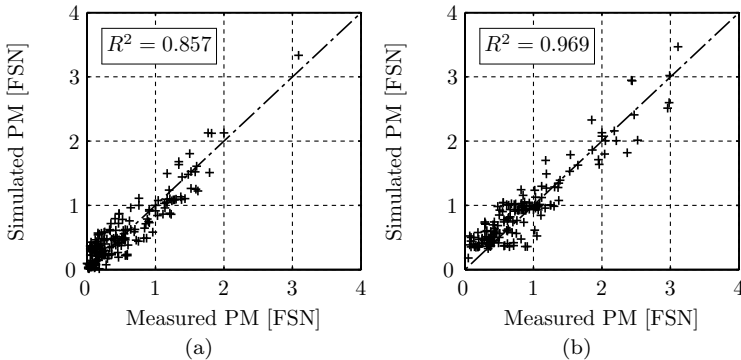 Simulated PM [FSN]
4
3
2
1
0
R² = 0.857
0 1 2 3 4
Measured PM [FSN]
(a)
Simulated PM [FSN]
4
3
2
1
0
R² = 0.969
0 1 2 3 4
Measured PM [FSN]
(b)